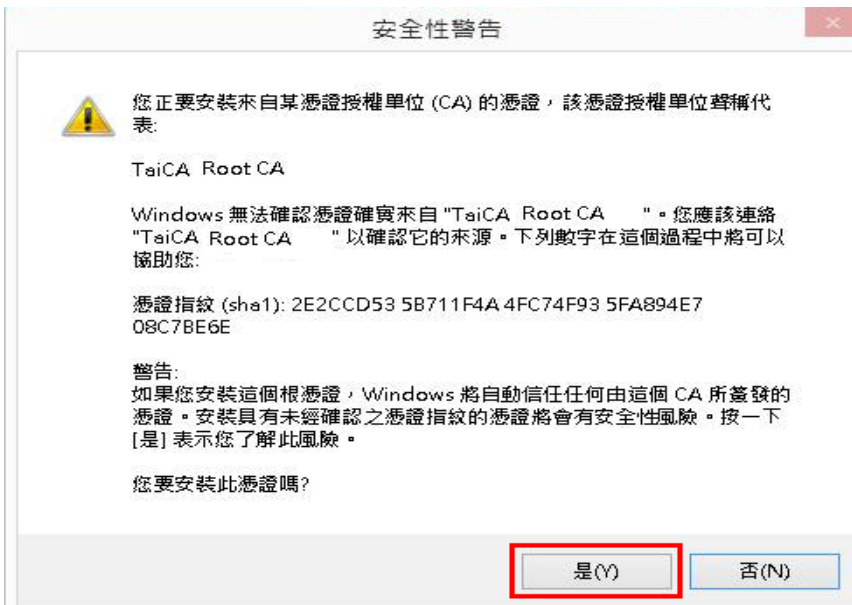 安全性警告
您正要安裝來自某憑證授權單位 (CA) 的憑證，該憑證授權單位聲稱代
表:
TaiCA Root CA
Windows 無法確認憑證確實來自 "TaiCA Root CA "。您應該連絡
"TaiCA Root CA " 以確認它的來源。下列數字在這個過程中將可以
協助您:
憑證指紋 (sha1): 2E2CCD53 5B711F4A 4FC74F93 5FA894E7
08C7BE6E
警告:
如果您安裝這個根憑證，Windows 將自動信任任何由這個 CA 所簽發的
憑證。安裝具有未經確認之憑證指紋的憑證將會有安全性風險。按一下
[是] 表示您了解此風險。
您要安裝此憑證嗎?
是(Y)
否(N)